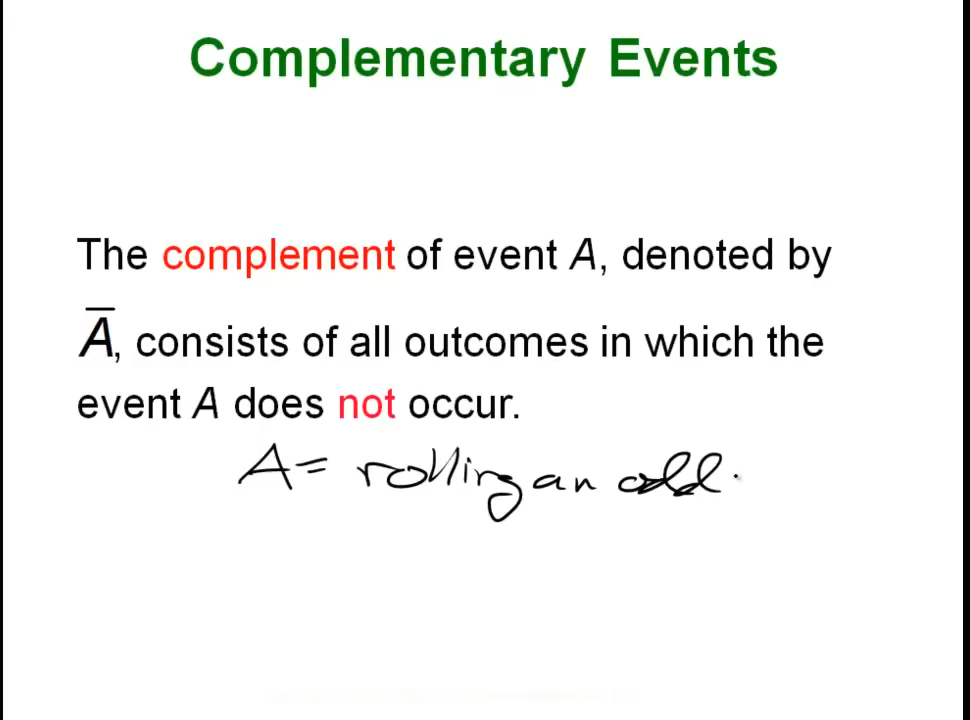 Complementary Events
The complement of event A, denoted by
A̅, consists of all outcomes in which the
event A does not occur.
A = rolling an odd